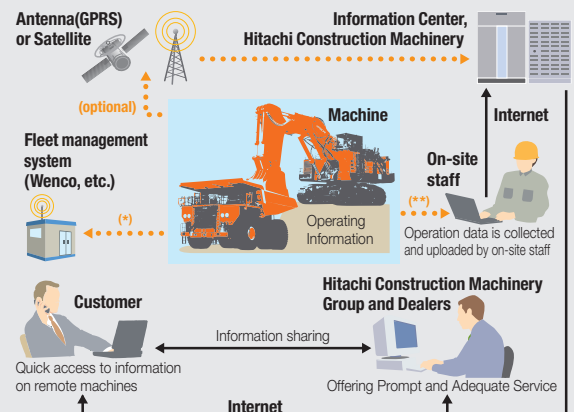 Antenna(GPRS)
or Satellite
Information Center,
Hitachi Construction Machinery
(optional)
Machine
Internet
Fleet management
system
(Wenco, etc.)
On-site
staff
(*)
Operating
Information
(**)
Operation data is collected
and uploaded by on-site staff
Customer
Hitachi Construction Machinery
Group and Dealers
Information sharing
Quick access to information
on remote machines
Offering Prompt and Adequate Service
Internet